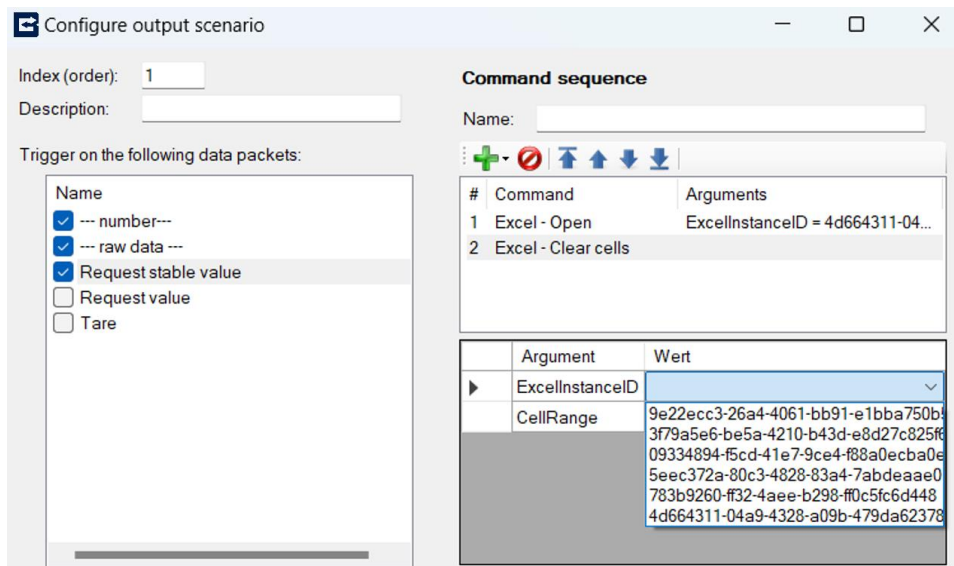 Configure output scenario
Index (order): 1
Description:
Trigger on the following data packets:
Name
--- number---
--- raw data ---
Request stable value
Request value
Tare
Command sequence
Name:
# Command Arguments
1 Excel - Open ExcelInstanceID = 4d664311-04...
2 Excel - Clear cells
Argument Wert
ExcelInstanceID
CellRange
9e22ecc3-26a4-4061-bb91-e1bba750b5
3f79a5e6-be5a-4210-b43d-e8d27c825f6
09334894-f5cd-41e7-9ce4-f88a0ecba0e
5eec372a-80c3-4828-83a4-7abdeaae0
783b9260-ff32-4aee-b298-ff0c5fc6d448
4d664311-04a9-4328-a09b-479da62378